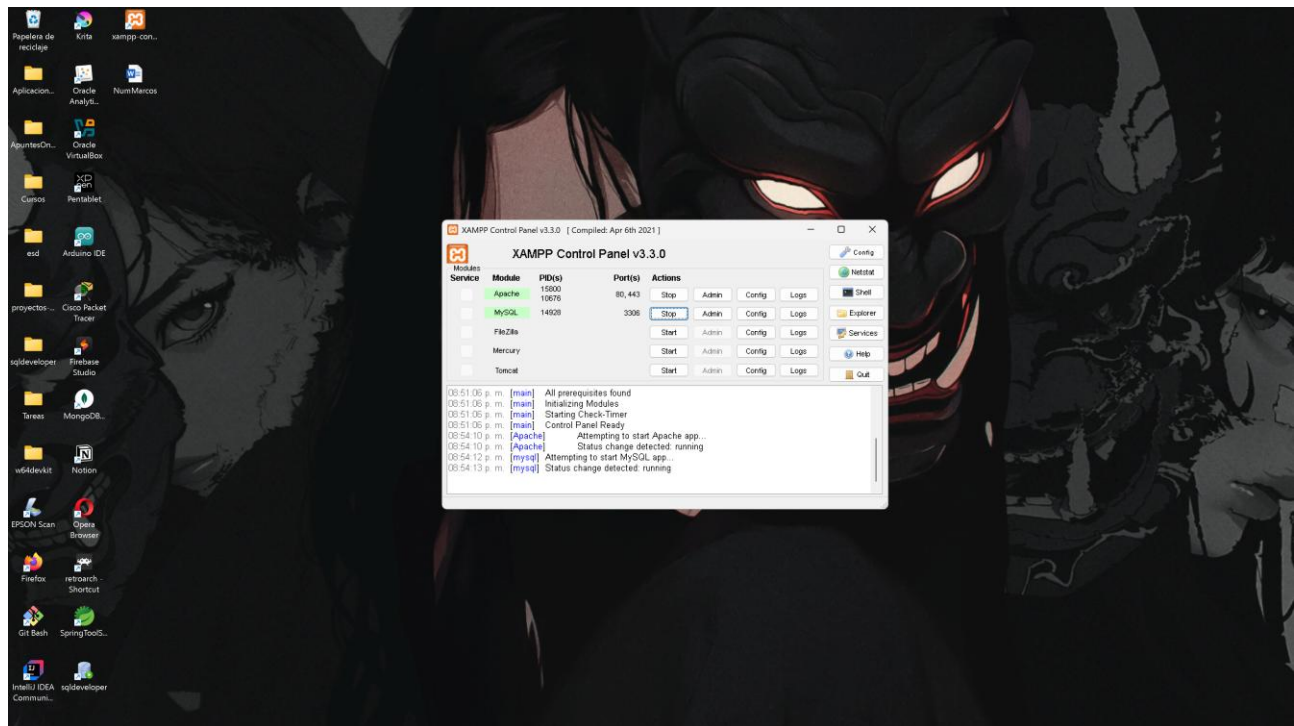 Papelera de reciclaje
Krita
xampp-con...
Aplicacion...
Oracle Analyti...
NumMarcos
ApuntesOn...
Oracle VirtualBox
Cursos
Pentablet
esd
Arduino IDE
proyectos-...
Cisco Packet Tracer
sqldeveloper
Firebase Studio
Tareas
MongoDB...
w64devkit
Notion
EPSON Scan
Opera Browser
Firefox
retroarch - Shortcut
Git Bash
SpringToolS...
IntelliJ IDEA Communi...
sqldeveloper
XAMPP Control Panel v3.3.0 [ Compiled: Apr 6th 2021 ]
XAMPP Control Panel v3.3.0
Config
Modules
Service Module PID(s) Port(s) Actions
Netstat
Apache 15800 10676 80, 443 Stop Admin Config Logs
Shell
MySQL 14928 3306 Stop Admin Config Logs
Explorer
FileZilla Start Admin Config Logs
Services
Mercury Start Admin Config Logs
Help
Tomcat Start Admin Config Logs
Quit
08:51:06 p. m. [main] All prerequisites found
08:51:06 p. m. [main] Initializing Modules
08:51:06 p. m. [main] Starting Check-Timer
08:51:06 p. m. [main] Control Panel Ready
08:54:10 p. m. [Apache] Attempting to start Apache app...
08:54:10 p. m. [Apache] Status change detected: running
08:54:12 p. m. [mysql] Attempting to start MySQL app...
08:54:13 p. m. [mysql] Status change detected: running